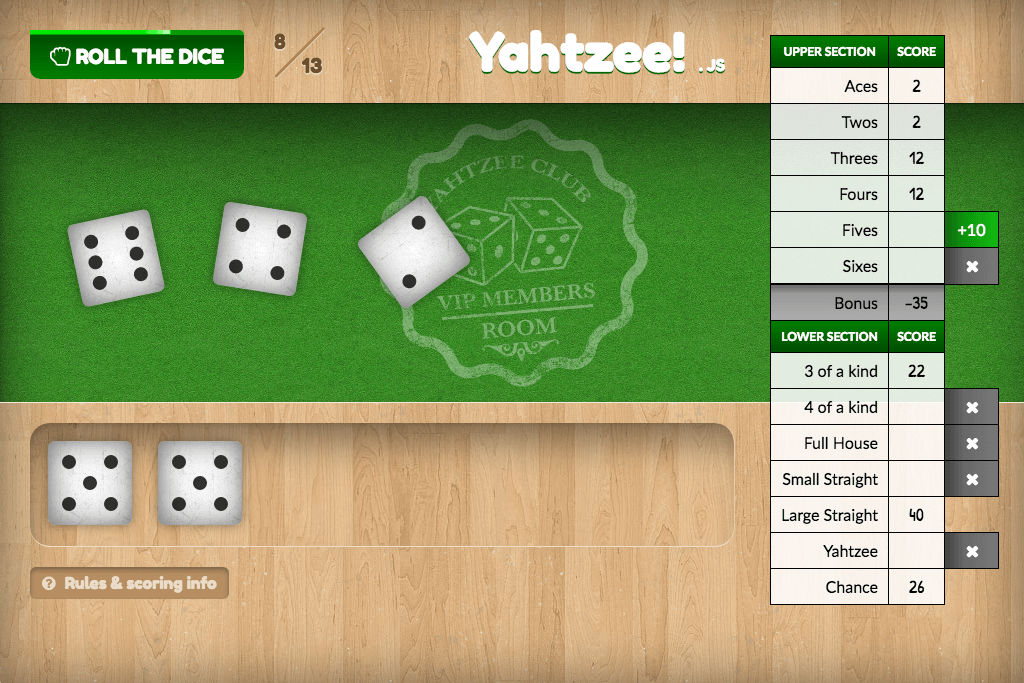 ROLL THE DICE
8
13
Yahtzee!
.JS
YAHTZEE CLUB
VIP MEMBERS
ROOM
Rules & scoring info
UPPER SECTION SCORE
Aces 2
Twos 2
Threes 12
Fours 12
Fives +10
Sixes
Bonus –35
LOWER SECTION SCORE
3 of a kind 22
4 of a kind
Full House
Small Straight
Large Straight 40
Yahtzee
Chance 26